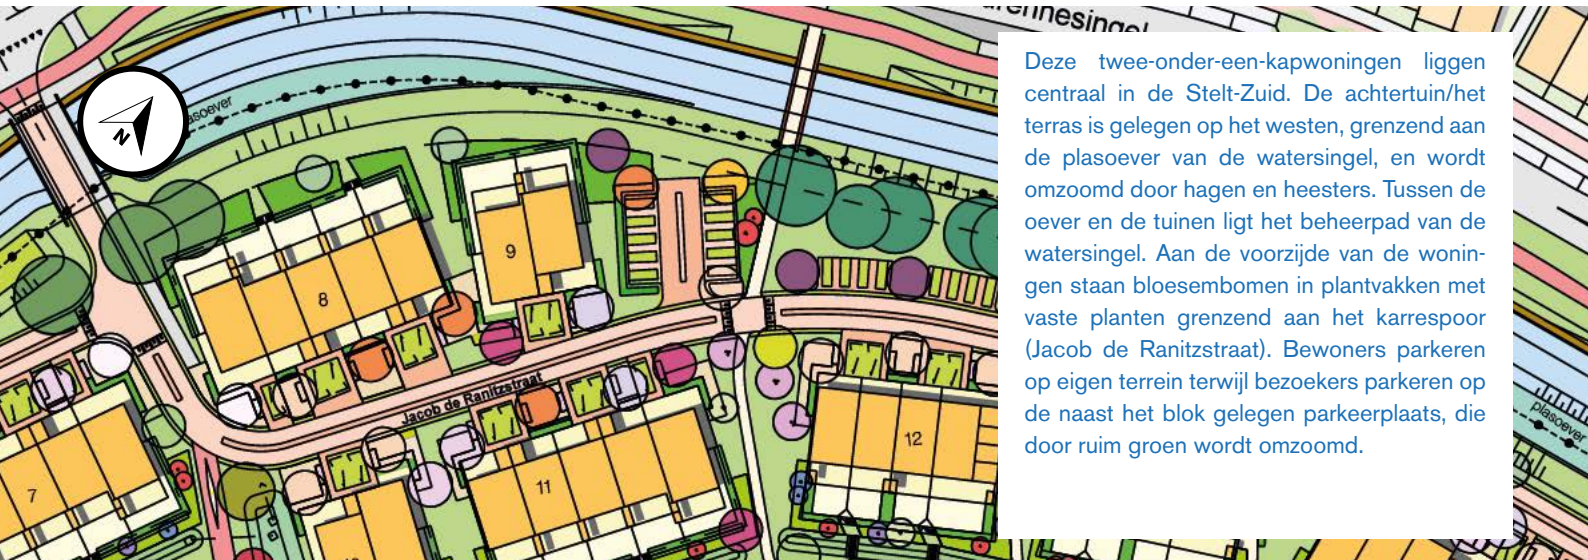 arennesingel
N
plasoever
8
9
Jacob de Ranitzstraat
7
11
12
Deze twee-onder-een-kapwoningen liggen
centraal in de Stelt-Zuid. De achtertuin/het
terras is gelegen op het westen, grenzend aan
de plasoever van de watersingel, en wordt
omzoomd door hagen en heesters. Tussen de
oever en de tuinen ligt het beheerpad van de
watersingel. Aan de voorzijde van de wonin-
gen staan bloesembomen in plantvakken met
vaste planten grenzend aan het karrespoor
(Jacob de Ranitzstraat). Bewoners parkeren
op eigen terrein terwijl bezoekers parkeren op
de naast het blok gelegen parkeerplaats, die
door ruim groen wordt omzoomd.
plasoever